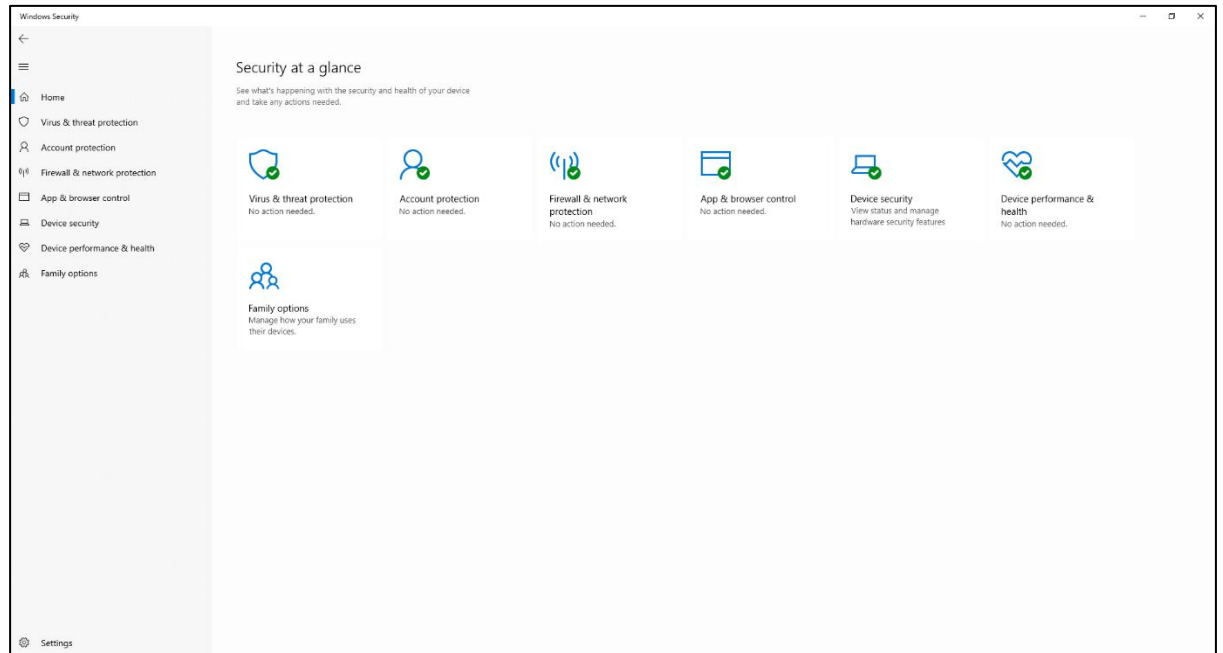 Windows Security
Home
Virus & threat protection
Account protection
Firewall & network protection
App & browser control
Device security
Device performance & health
Family options
Settings
Security at a glance
See what's happening with the security and health of your device
and take any actions needed.
Virus & threat protection
No action needed.
Account protection
No action needed.
Firewall & network
protection
No action needed.
App & browser control
No action needed.
Device security
View status and manage
hardware security features
Device performance &
health
No action needed.
Family options
Manage how your family uses
their devices.